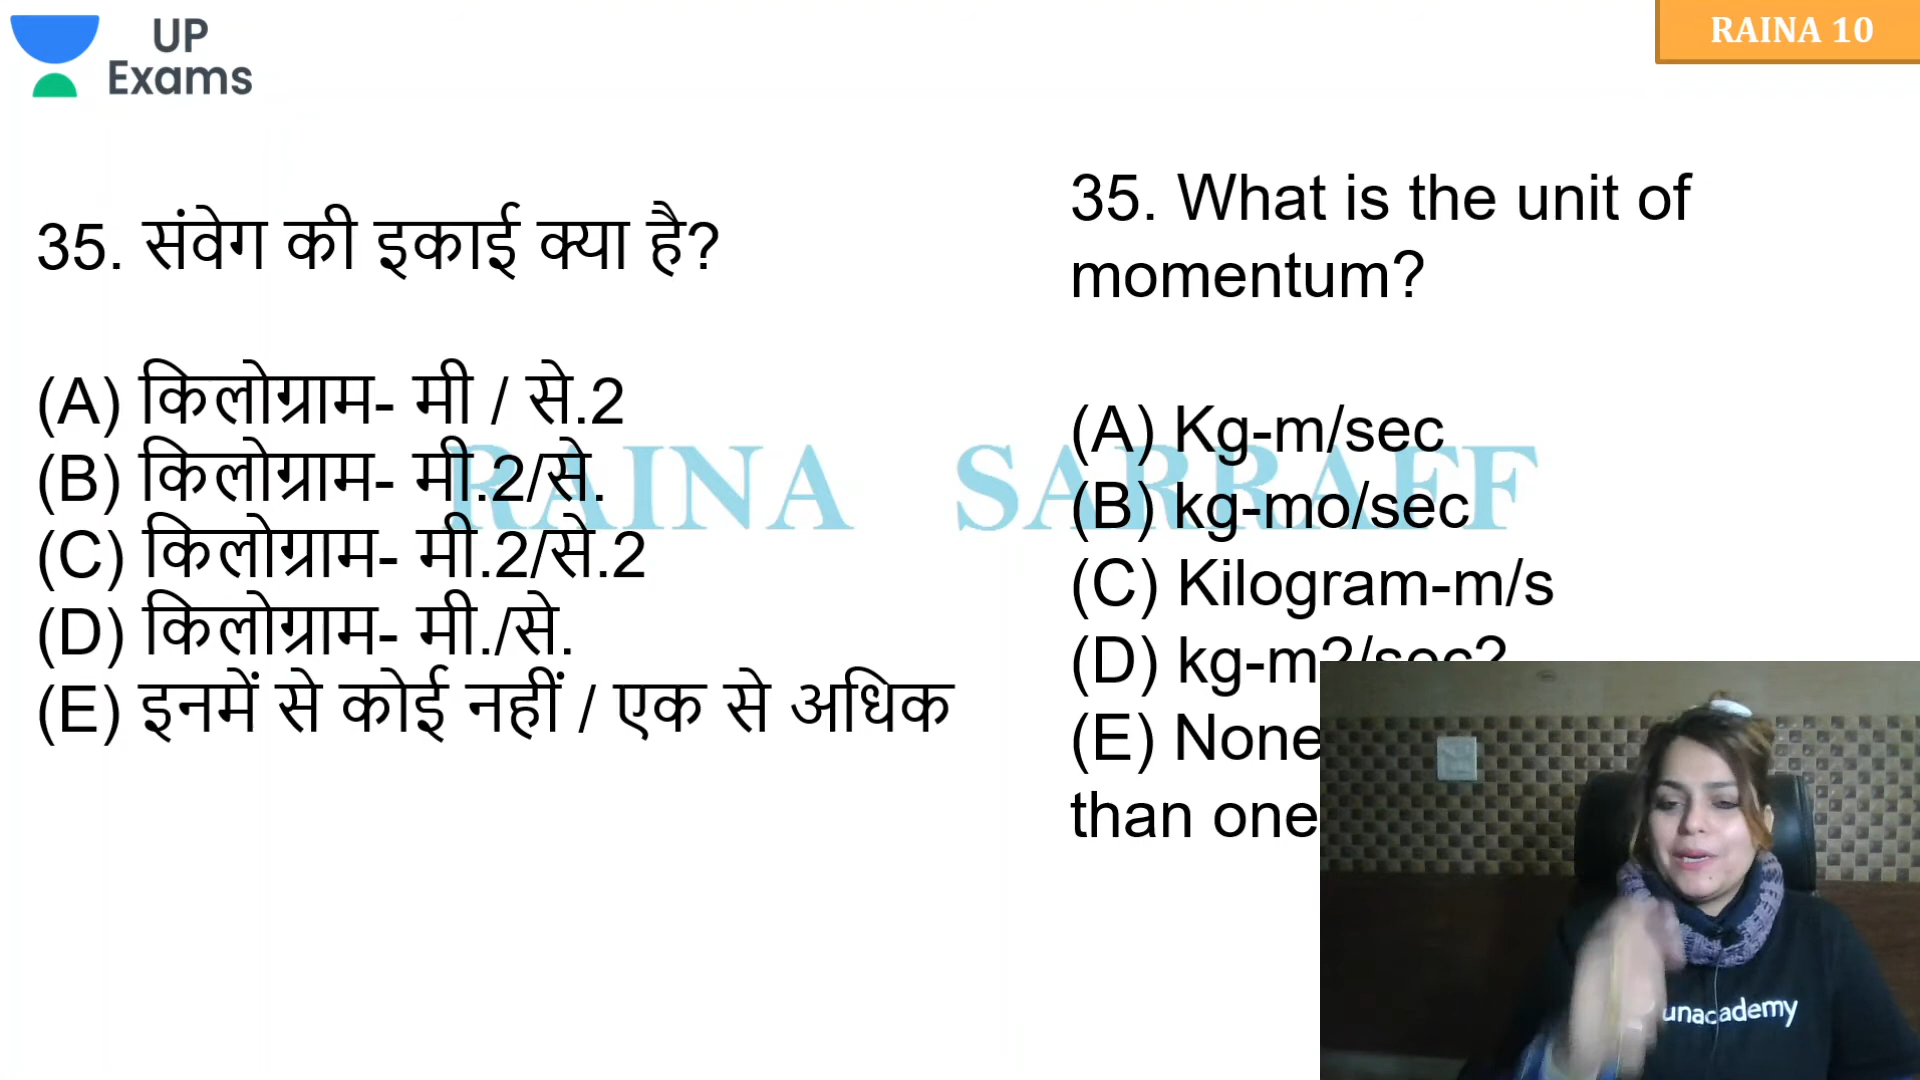 UP
Exams
RAINA 10
35. संवेग की इकाई क्या है?
(A) किलोग्राम- मी / से.2
(B) किलोग्राम- मी.2/से.
(C) किलोग्राम- मी.2/से.2
(D) किलोग्राम- मी./से.
(E) इनमें से कोई नहीं / एक से अधिक
35. What is the unit of
momentum?
(A) Kg-m/sec
(B) kg-mo/sec
(C) Kilogram-m/s
(D) kg-m2/sec2
(E) None
than one
RAINA SARRAFF
unacademy